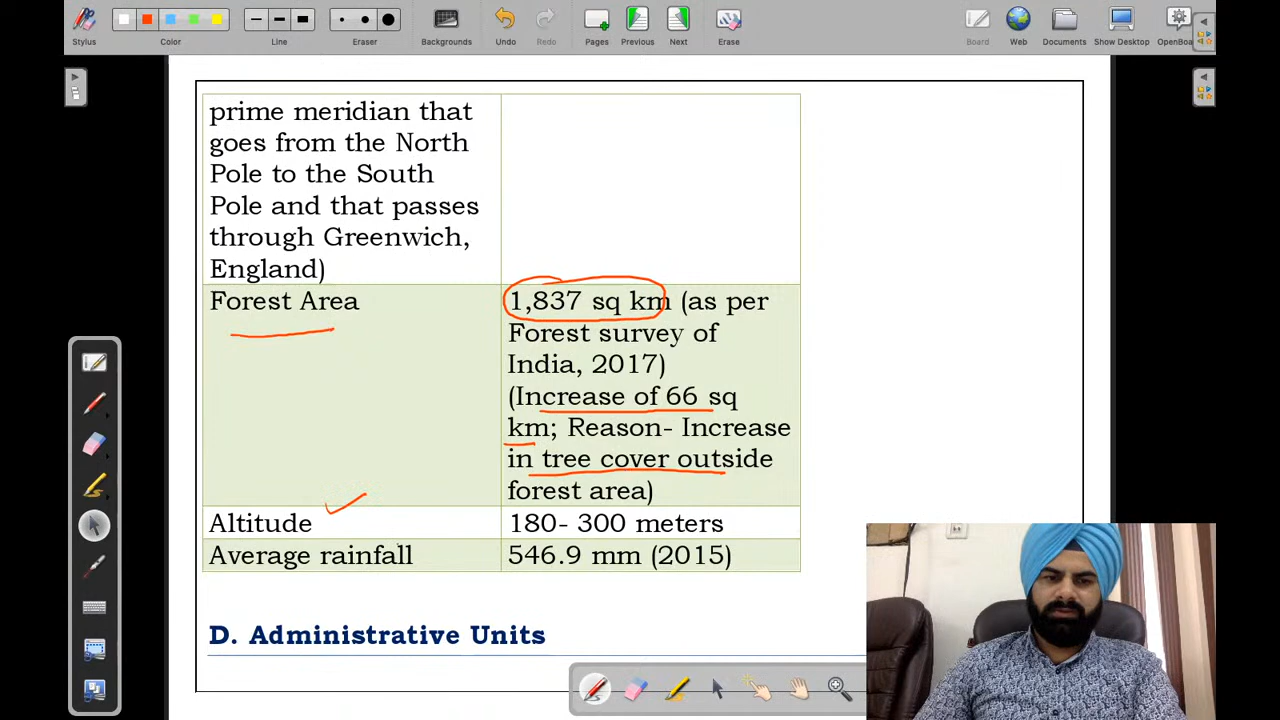 Stylus
Color
Line
Eraser
Backgrounds
Undo
Redo
Pages
Previous
Next
Erase
Board
Web
Documents
Show Desktop
OpenBoa
prime meridian that
goes from the North
Pole to the South
Pole and that passes
through Greenwich,
England)
Forest Area
1,837 sq km (as per
Forest survey of
India, 2017)
(Increase of 66 sq
km; Reason- Increase
in tree cover outside
forest area)
Altitude
180- 300 meters
Average rainfall
546.9 mm (2015)
D. Administrative Units